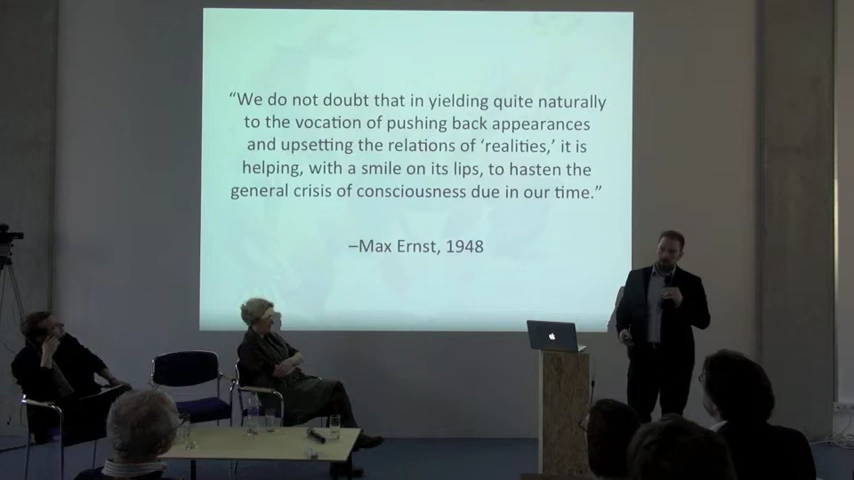 “We do not doubt that in yielding quite naturally
to the vocation of pushing back appearances
and upsetting the relations of ‘realities,’ it is
helping, with a smile on its lips, to hasten the
general crisis of consciousness due in our time.”
–Max Ernst, 1948